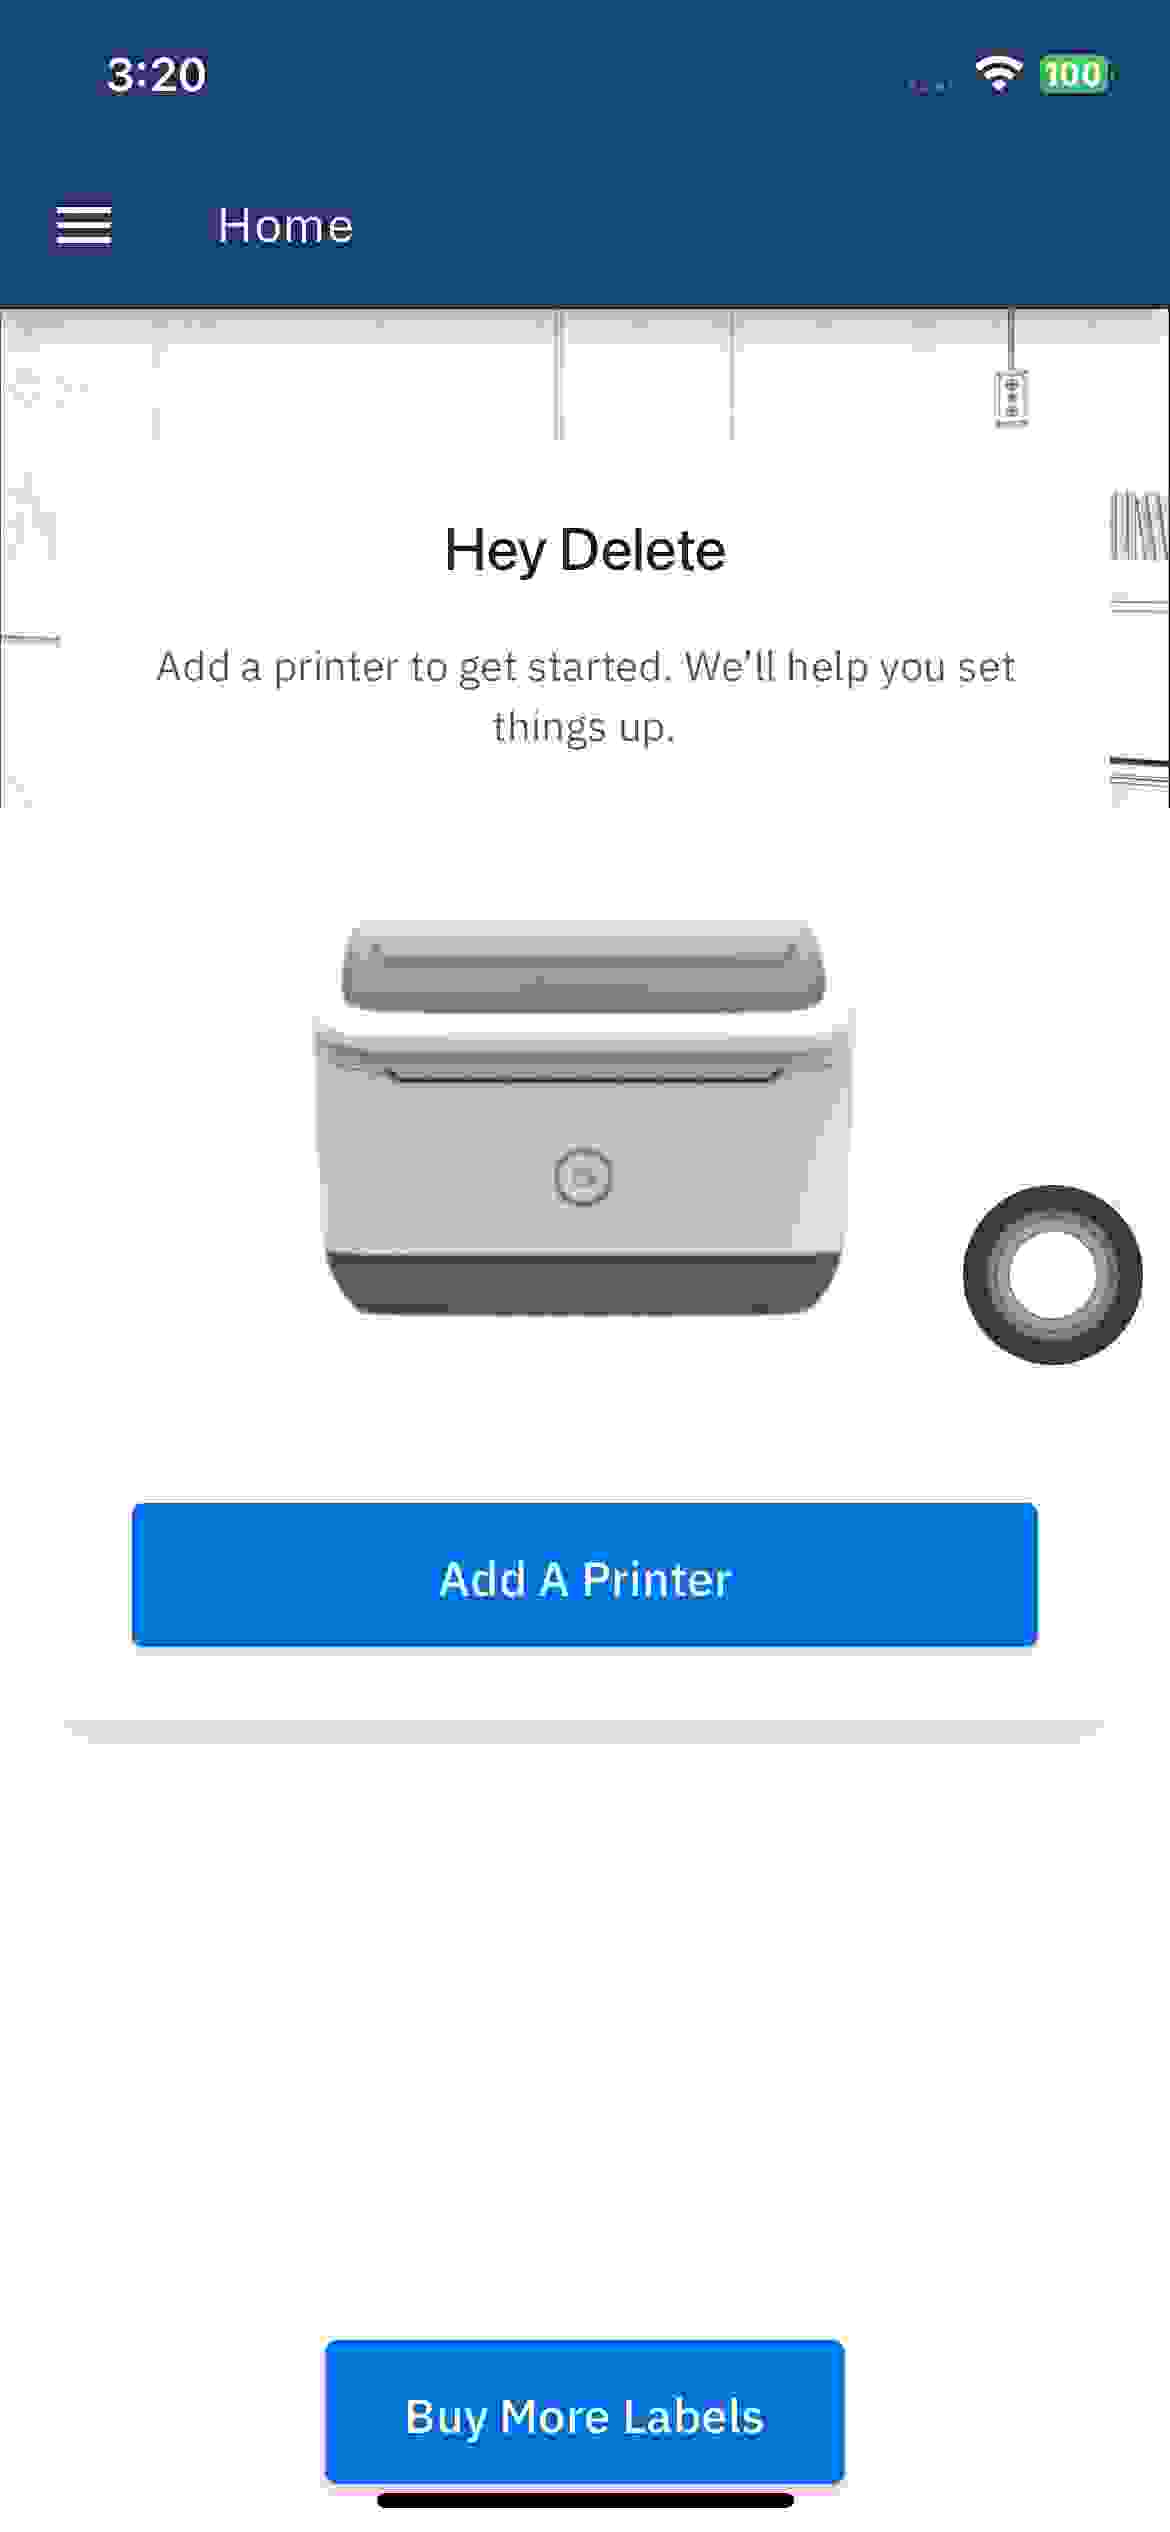 3:20
100
Home
Hey Delete
Add a printer to get started. We'll help you set
things up.
Add A Printer
Buy More Labels